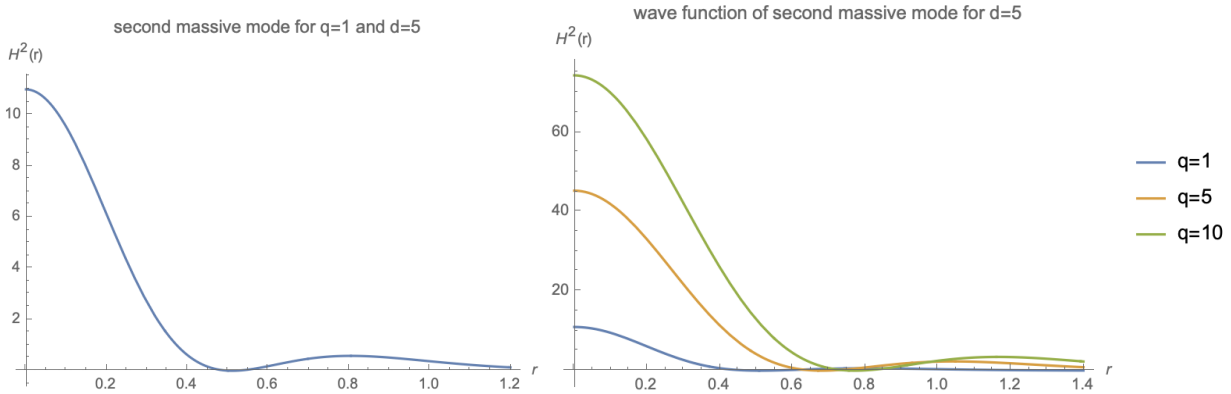 second massive mode for q=1 and d=5
H²(r)
10
8
6
4
2
0.2 0.4 0.6 0.8 1.0 1.2 r
wave function of second massive mode for d=5
H²(r)
60
40
20
0.2 0.4 0.6 0.8 1.0 1.2 1.4 r
q=1
q=5
q=10